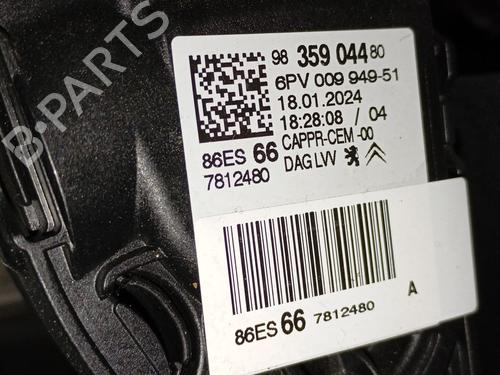 B-PARTS
98 359 044 80
6PV 009 949-51
18.01.2024
18:28:08 / 04
CAPPR-CEM -00
DAG LVV
86ES 66
7812480
86ES 66 7812480 A